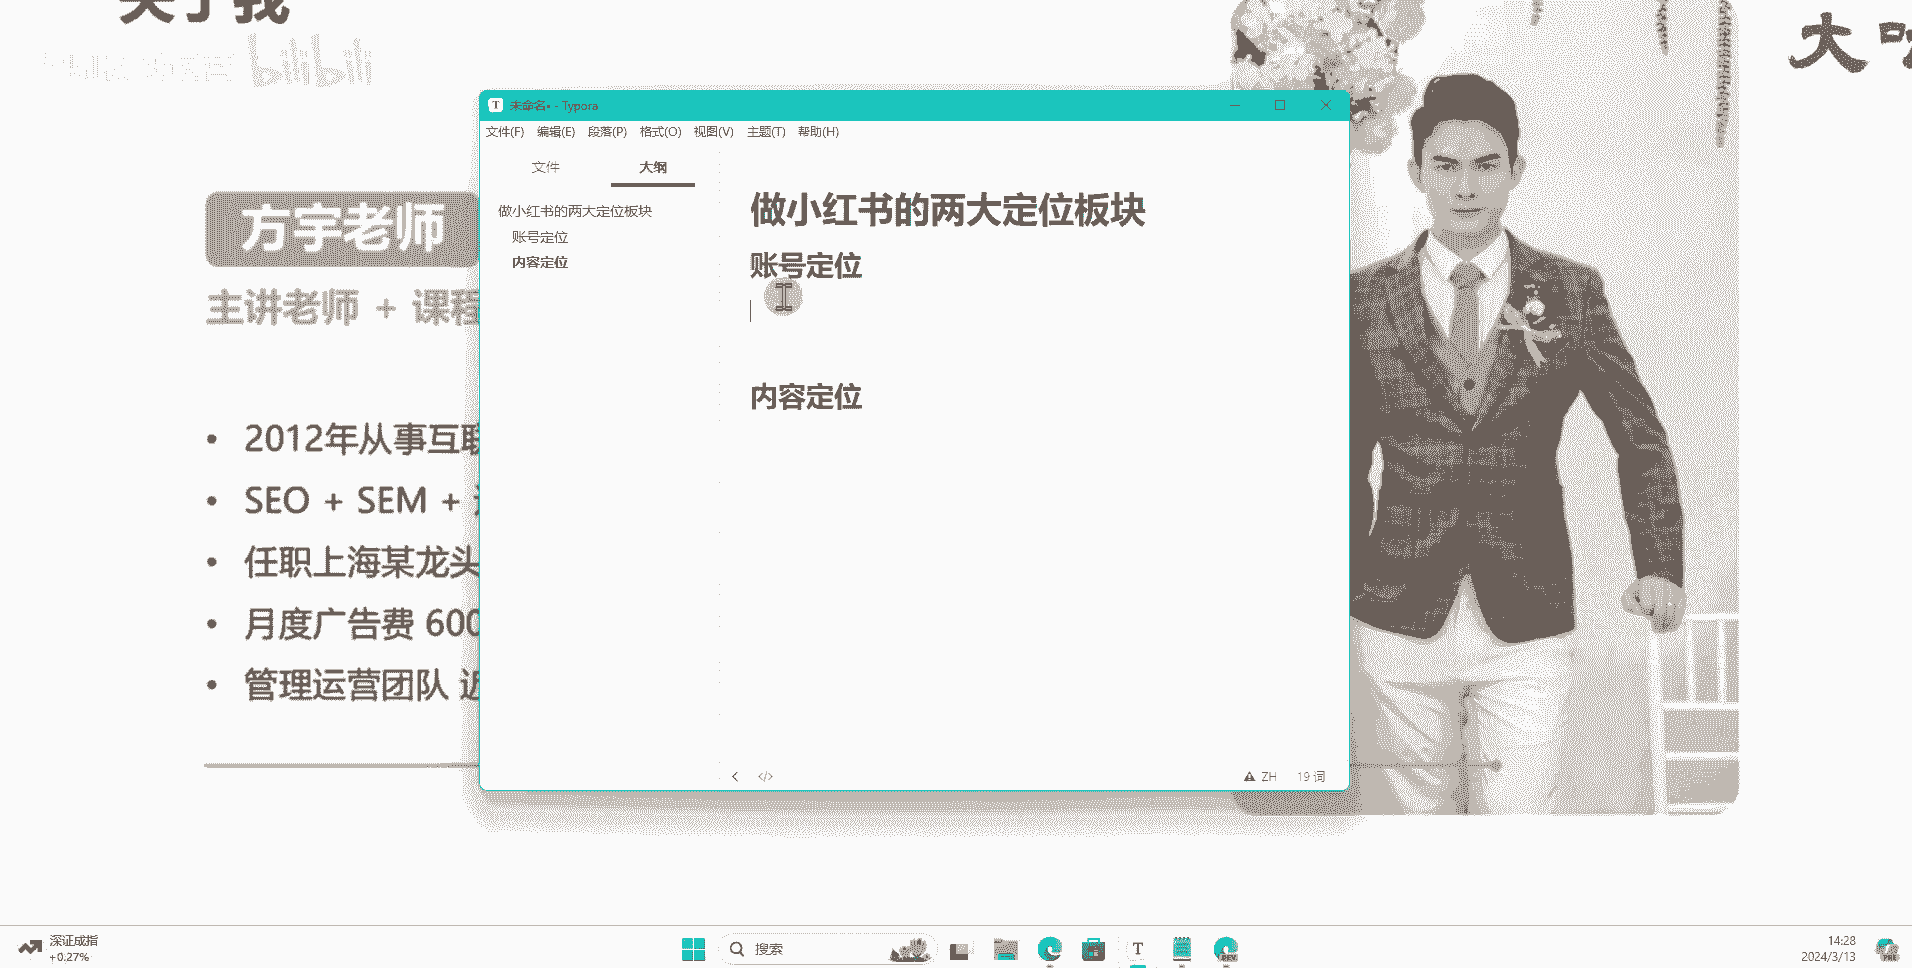 关于我
bilibili
大
T 未命名• - Typora
文件(F) 编辑(E) 段落(P) 格式(O) 视图(V) 主题(T) 帮助(H)
文件 大纲
做小红书的两大定位板块
账号定位
内容定位
做小红书的两大定位板块
账号定位
内容定位
</> ZH 19 词
方宇老师
主讲老师 + 课程
• 2012年从事互联
• SEO + SEM +
• 任职上海某龙头
• 月度广告费 600
• 管理运营团队 近
深证成指
+0.27%
搜索
T
DEV
14:28
2024/3/13
PRE